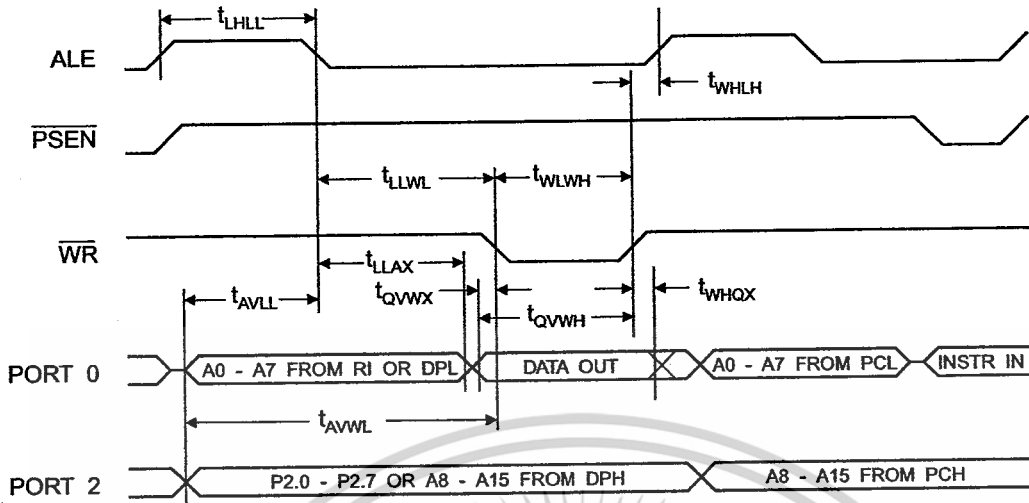 tLHLL
ALE
tWHLH
PSEN
tLLWL
tWLWH
WR
tLLAX
tAVLL
tQVWX
tWHQX
tQVWH
PORT 0
A0 - A7 FROM RI OR DPL
DATA OUT
A0 - A7 FROM PCL
INSTR IN
tAVWL
PORT 2
P2.0 - P2.7 OR A8 - A15 FROM DPH
A8 - A15 FROM PCH